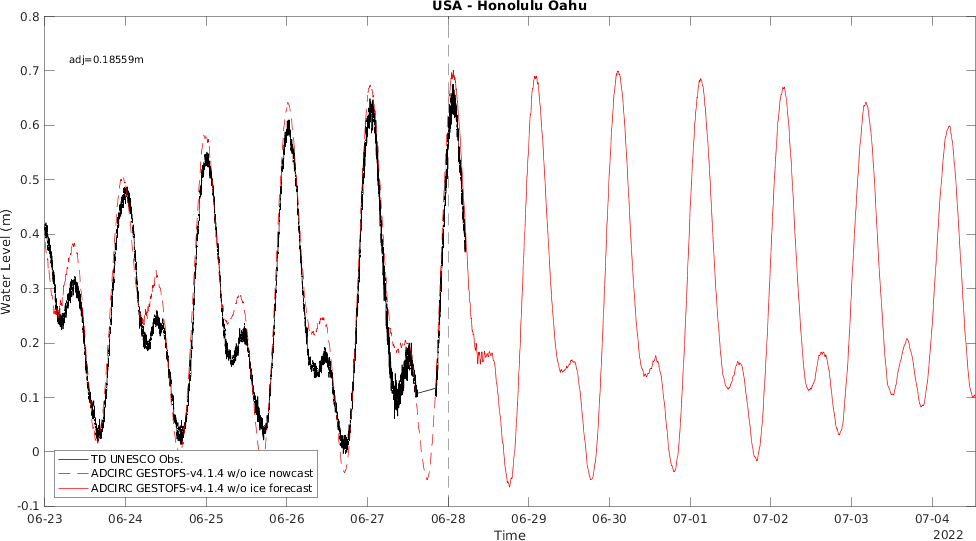 USA - Honolulu Oahu
0.8
0.7
0.6
0.5
0.4
0.3
0.2
0.1
0
-0.1
Water Level (m)
adj=0.18559m
TD UNESCO Obs.
ADCIRC GESTOFS-v4.1.4 w/o ice nowcast
ADCIRC GESTOFS-v4.1.4 w/o ice forecast
06-23 06-24 06-25 06-26 06-27 06-28 06-29 06-30 07-01 07-02 07-03 07-04
Time
2022